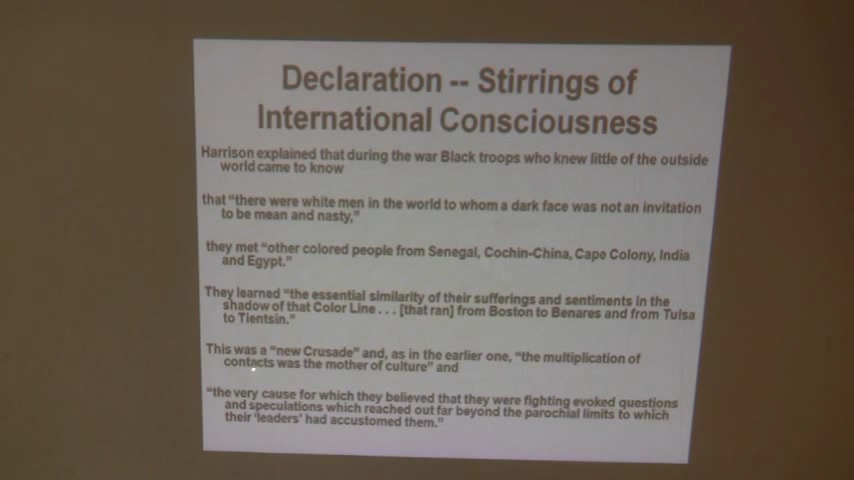 Declaration -- Stirrings of
International Consciousness
Harrison explained that during the war Black troops who knew little of the outside
world came to know
that “there were white men in the world to whom a dark face was not an invitation
to be mean and nasty,”
they met “other colored people from Senegal, Cochin-China, Cape Colony, India
and Egypt.”
They learned “the essential similarity of their sufferings and sentiments in the
shadow of that Color Line . . . [that ran] from Boston to Benares and from Tulsa
to Tientsin.”
This was a “new Crusade” and, as in the earlier one, “the multiplication of
contacts was the mother of culture” and
“the very cause for which they believed that they were fighting evoked questions
and speculations which reached out far beyond the parochial limits to which
their ‘leaders’ had accustomed them.”